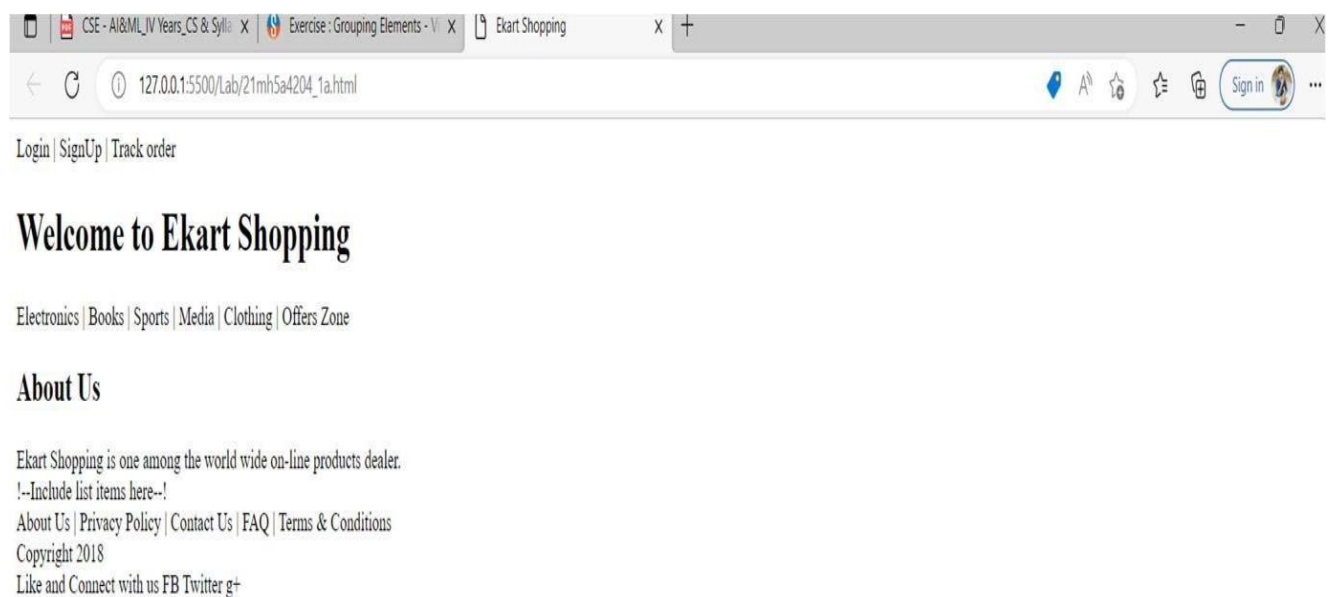 CSE - AI&ML_IV Years_CS & Sylla X Exercise : Grouping Elements - Vi X Ekart Shopping X +
127.0.0.1:5500/Lab/21mh5a4204_1a.html Sign in
Login | SignUp | Track order
Welcome to Ekart Shopping
Electronics | Books | Sports | Media | Clothing | Offers Zone
About Us
Ekart Shopping is one among the world wide on-line products dealer.
!--Include list items here--!
About Us | Privacy Policy | Contact Us | FAQ | Terms & Conditions
Copyright 2018
Like and Connect with us FB Twitter g+